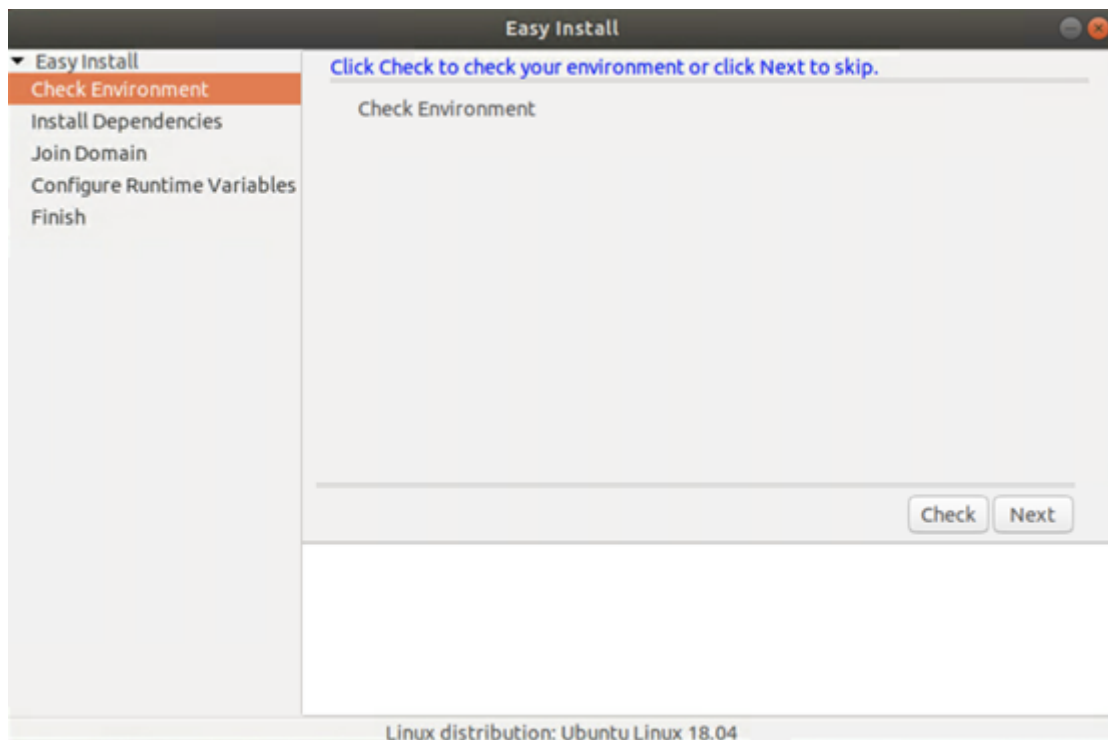 Easy Install
Easy Install
Check Environment
Install Dependencies
Join Domain
Configure Runtime Variables
Finish
Click Check to check your environment or click Next to skip.
Check Environment
Check
Next
Linux distribution: Ubuntu Linux 18.04